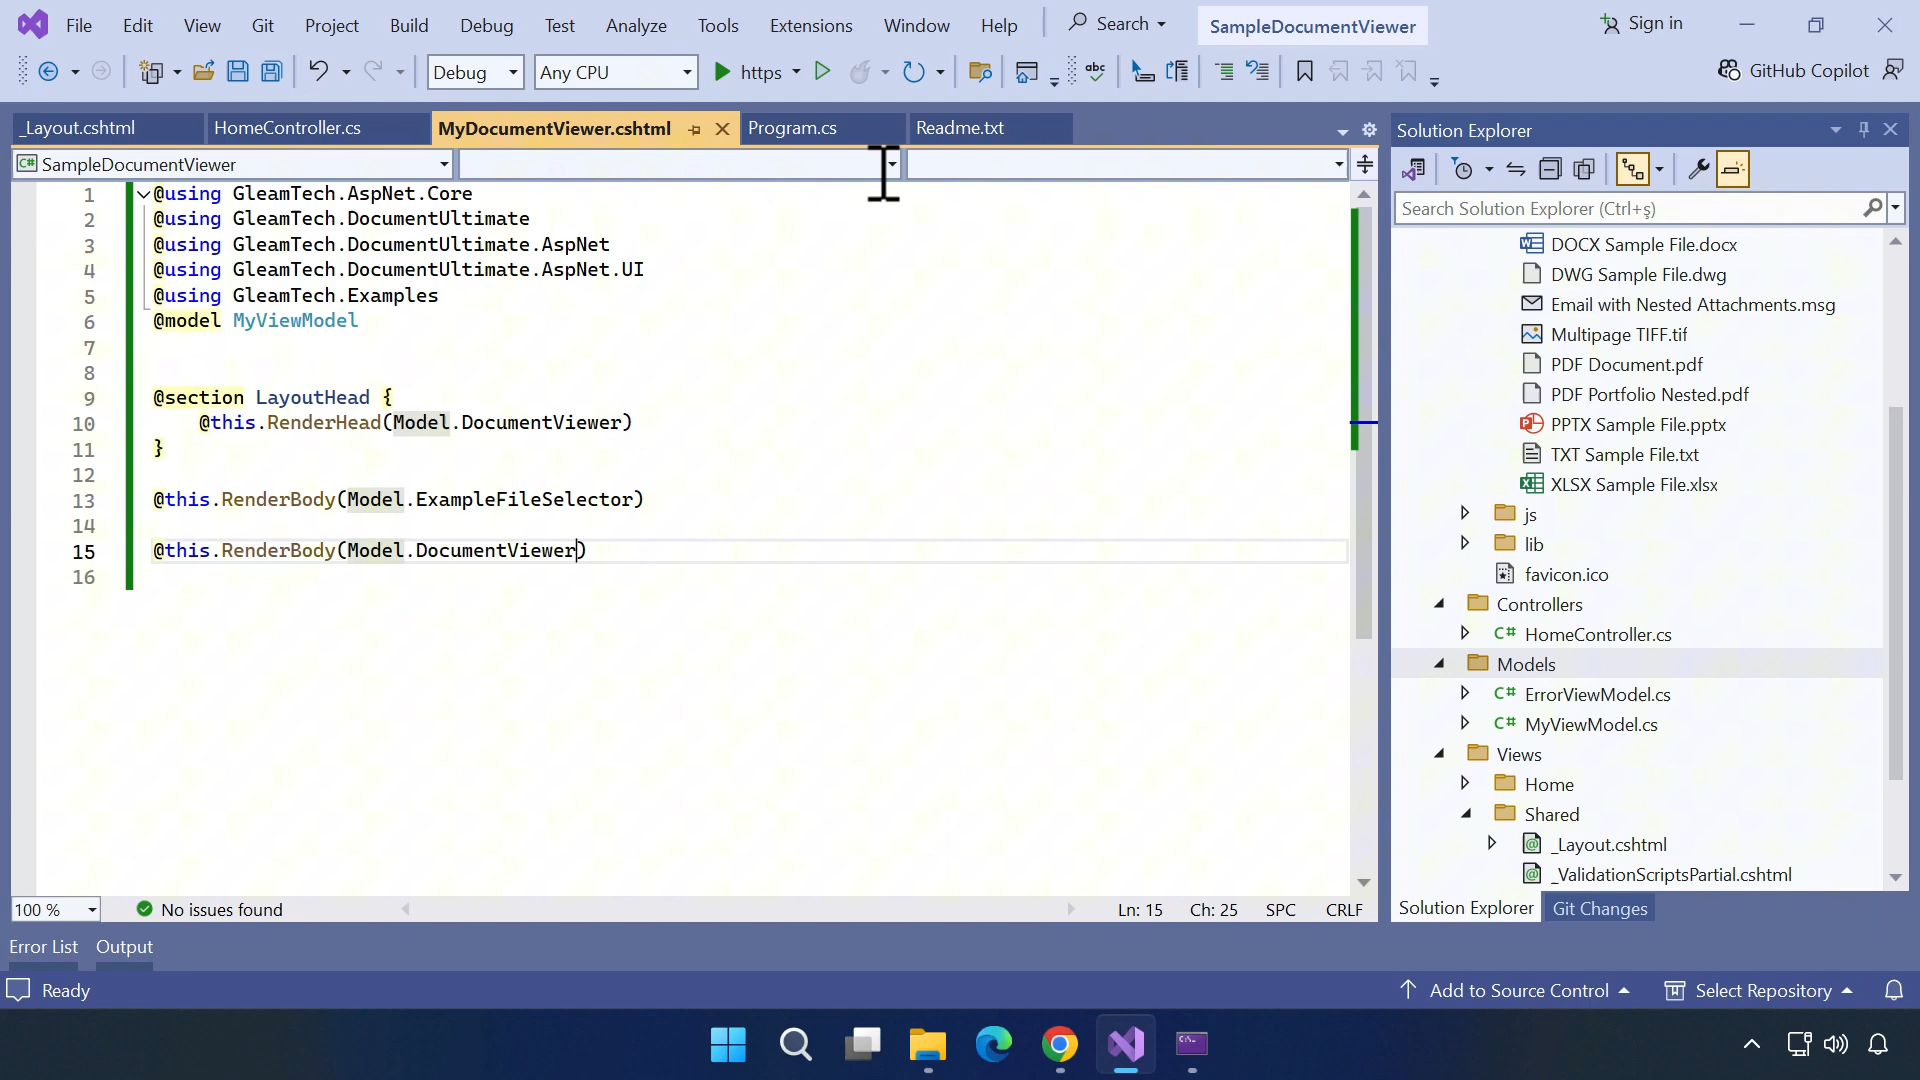 File Edit View Git Project Build Debug Test Analyze Tools Extensions Window Help Search SampleDocumentViewer Sign in
Debug Any CPU https GitHub Copilot
_Layout.cshtml HomeController.cs MyDocumentViewer.cshtml Program.cs Readme.txt
SampleDocumentViewer
1 @using GleamTech.AspNet.Core
2 @using GleamTech.DocumentUltimate
3 @using GleamTech.DocumentUltimate.AspNet
4 @using GleamTech.DocumentUltimate.AspNet.UI
5 @using GleamTech.Examples
6 @model MyViewModel
7
8
9 @section LayoutHead {
10 @this.RenderHead(Model.DocumentViewer)
11 }
12
13 @this.RenderBody(Model.ExampleFileSelector)
14
15 @this.RenderBody(Model.DocumentViewer)
16
100 % No issues found Ln: 15 Ch: 25 SPC CRLF
Solution Explorer
Search Solution Explorer (Ctrl+ş)
DOCX Sample File.docx
DWG Sample File.dwg
Email with Nested Attachments.msg
Multipage TIFF.tif
PDF Document.pdf
PDF Portfolio Nested.pdf
PPTX Sample File.pptx
TXT Sample File.txt
XLSX Sample File.xlsx
js
lib
favicon.ico
Controllers
C# HomeController.cs
Models
C# ErrorViewModel.cs
C# MyViewModel.cs
Views
Home
Shared
_Layout.cshtml
_ValidationScriptsPartial.cshtml
Solution Explorer Git Changes
Error List Output
Ready Add to Source Control Select Repository